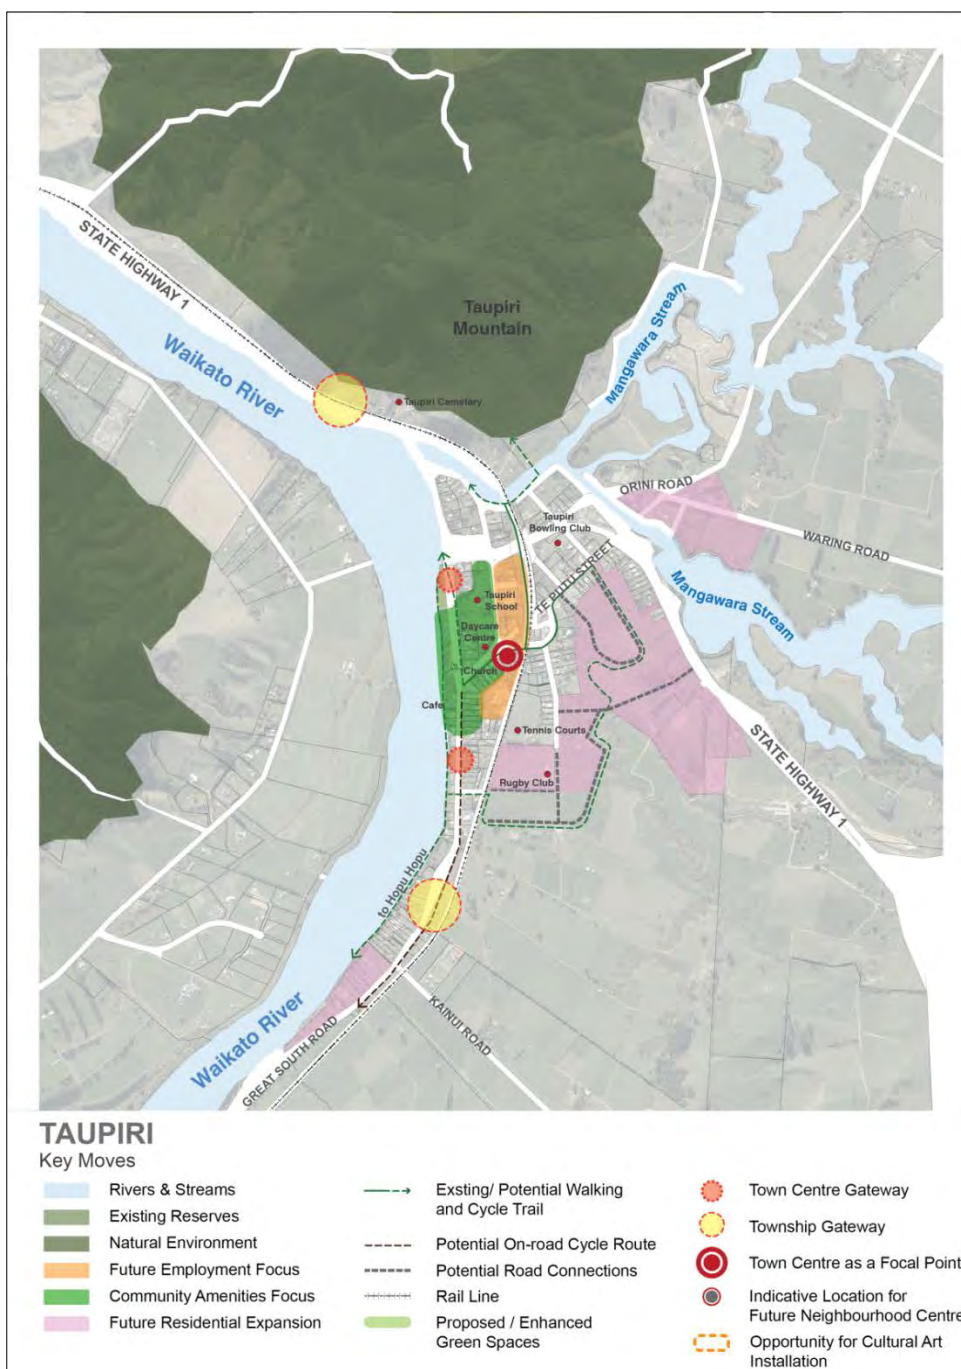 STATE HIGHWAY 1
Waikato River
Taupiri
Mountain
Mangawara Stream
Taupiri Cemetery
ORINI ROAD
Taupiri
Bowling Club
WARING ROAD
TE PUTU STREET
Mangawara Stream
Taupiri
School
Daycare
Centre
Church
Cafe
Tennis Courts
Rugby Club
STATE HIGHWAY 1
to Hopu Hopu
Waikato River
GREAT SOUTH ROAD
KAINUI ROAD
TAUPIRI
Key Moves
Rivers & Streams
Existing Reserves
Natural Environment
Future Employment Focus
Community Amenities Focus
Future Residential Expansion
Exsting/ Potential Walking
and Cycle Trail
Potential On-road Cycle Route
Potential Road Connections
Rail Line
Proposed / Enhanced
Green Spaces
Town Centre Gateway
Township Gateway
Town Centre as a Focal Point
Indicative Location for
Future Neighbourhood Centre
Opportunity for Cultural Art
Installation